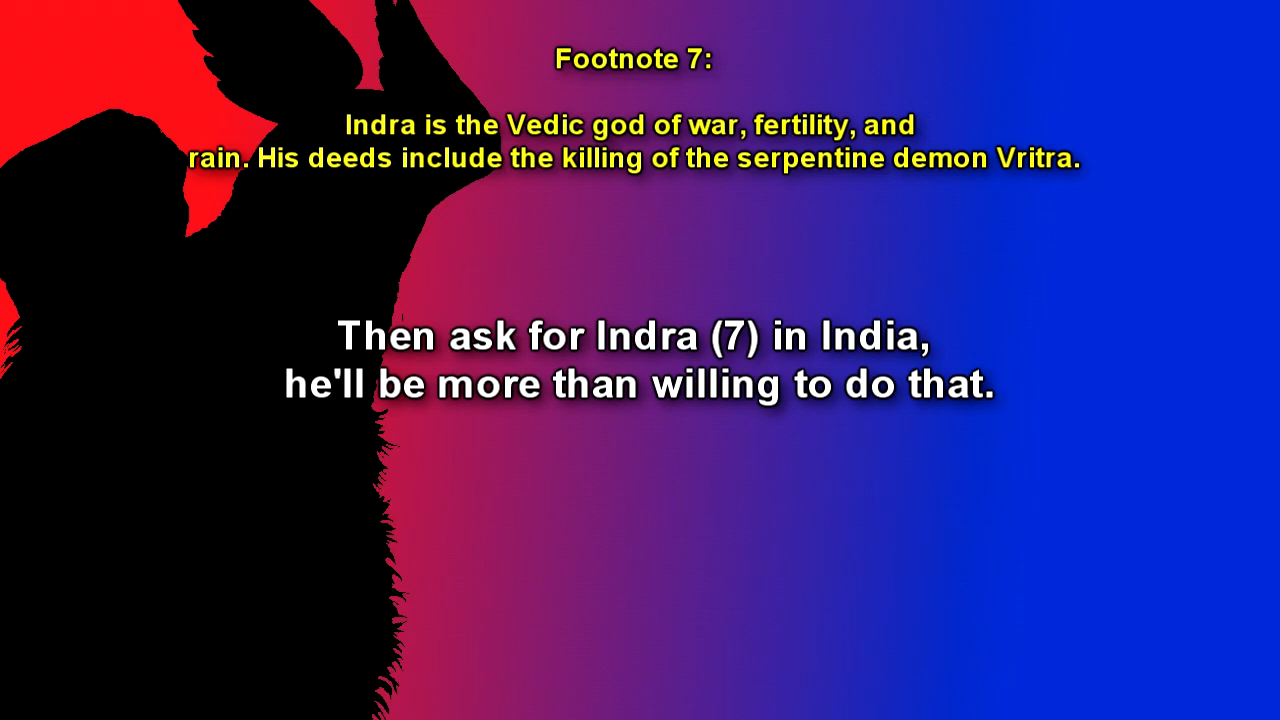 Footnote 7:
Indra is the Vedic god of war, fertility, and
rain. His deeds include the killing of the serpentine demon Vritra.
Then ask for Indra (7) in India,
he'll be more than willing to do that.